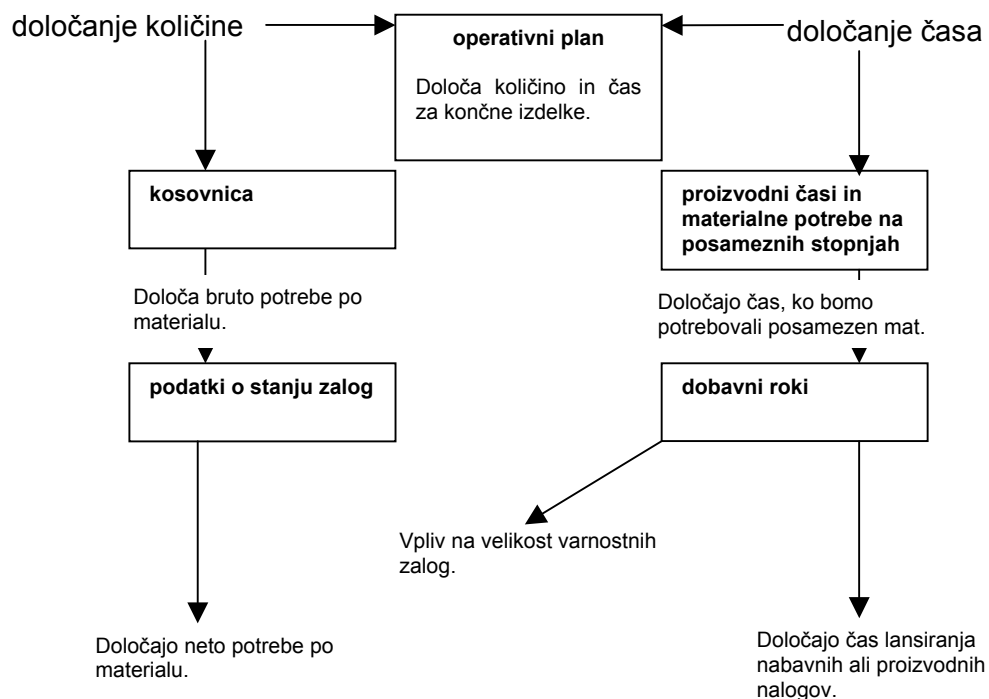 določanje količine
operativni plan
Določa količino in čas
za končne izdelke.
določanje časa
kosovnica
proizvodni časi in
materialne potrebe na
posameznih stopnjah
Določa bruto potrebe po
materialu.
Določajo čas, ko bomo
potrebovali posamezen mat.
podatki o stanju zalog
dobavni roki
Vpliv na velikost varnostnih
zalog.
Določajo neto potrebe po
materialu.
Določajo čas lansiranja
nabavnih ali proizvodnih
nalogov.